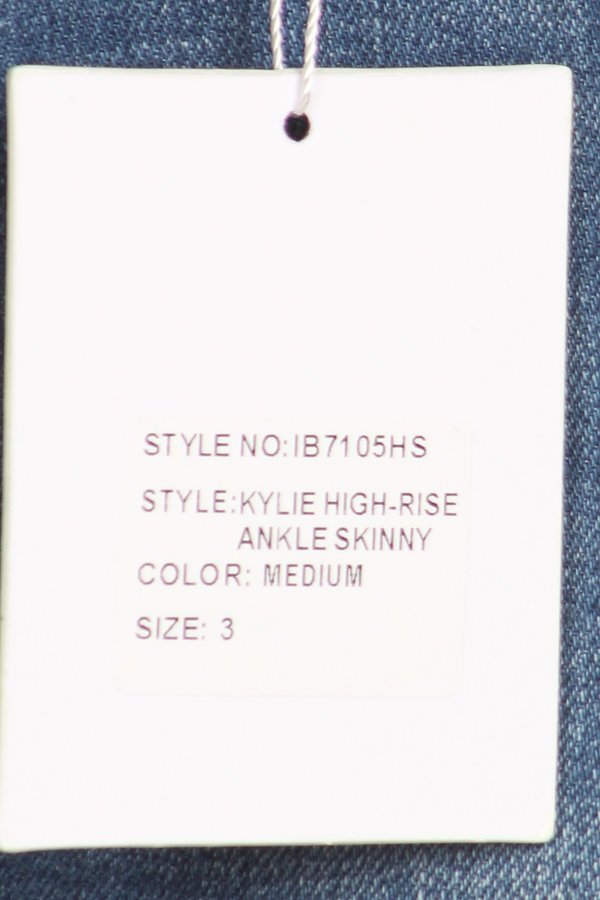 STYLE NO:IB7105HS
STYLE:KYLIE HIGH-RISE
ANKLE SKINNY
COLOR: MEDIUM
SIZE: 3